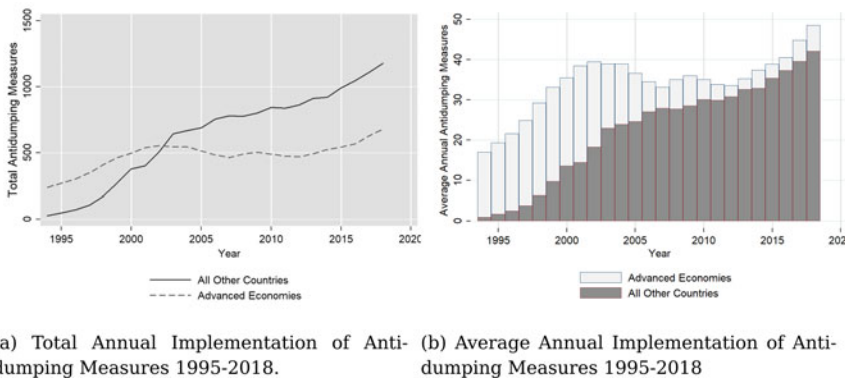 Total Antidumping Measures
1500
1000
500
0
1995 2000 2005 2010 2015 2020
Year
All Other Countries
Advanced Economies
Average Annual Antidumping Measures
50
40
30
20
10
0
1995 2000 2005 2010 2015
Year
Advanced Economies
All Other Countries
a) Total Annual Implementation of Anti-
dumping Measures 1995-2018.
(b) Average Annual Implementation of Anti-
dumping Measures 1995-2018